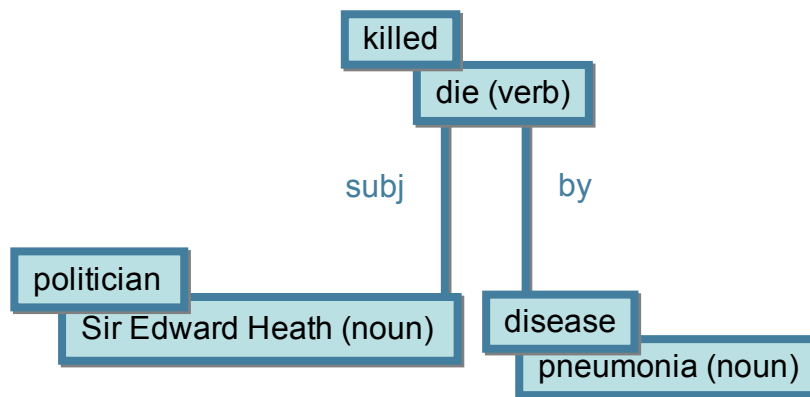 killed
die (verb)
subj
by
politician
Sir Edward Heath (noun)
disease
pneumonia (noun)